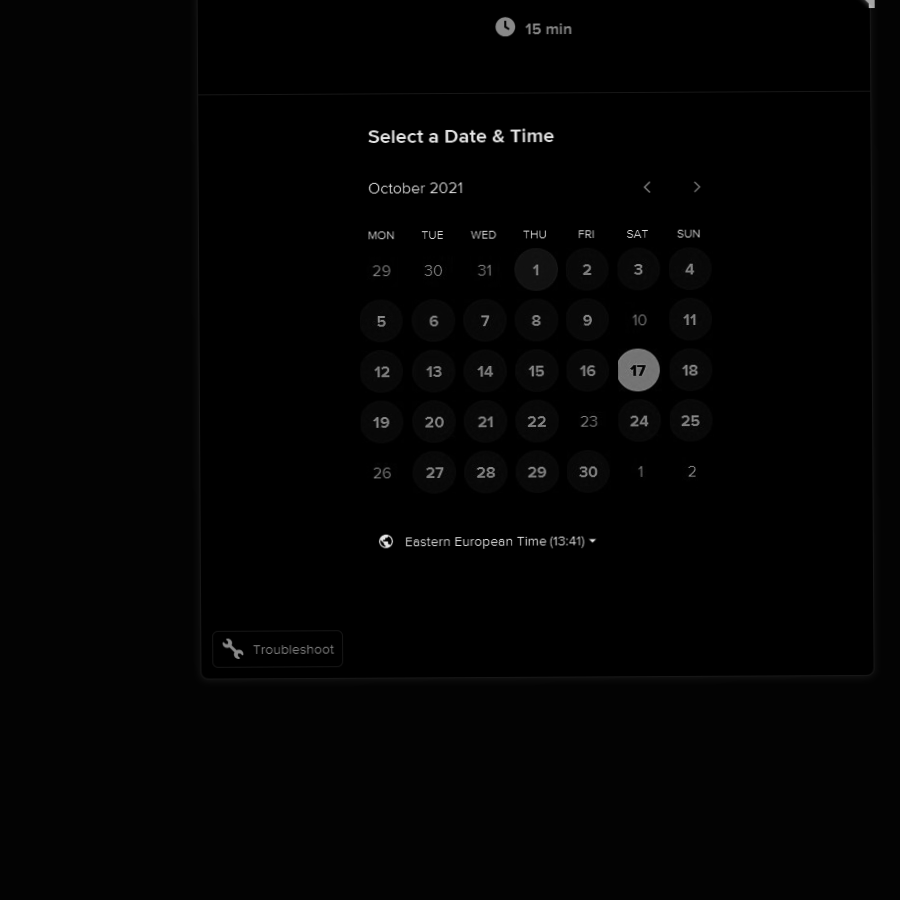 15 min
Select a Date & Time
October 2021
MON TUE WED THU FRI SAT SUN
29 30 31 1 2 3 4
5 6 7 8 9 10 11
12 13 14 15 16 17 18
19 20 21 22 23 24 25
26 27 28 29 30 1 2
Eastern European Time (13:41)
Troubleshoot